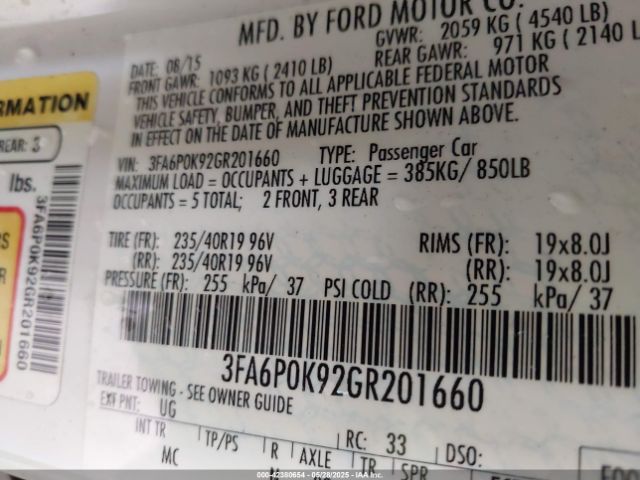 MFD. BY FORD MOTOR CO.
DATE: 08/15 GVWR: 2059 KG ( 4540 LB)
FRONT GAWR: 1093 KG ( 2410 LB) REAR GAWR: 971 KG ( 2140 L
THIS VEHICLE CONFORMS TO ALL APPLICABLE FEDERAL MOTOR
VEHICLE SAFETY, BUMPER, AND THEFT PREVENTION STANDARDS
IN EFFECT ON THE DATE OF MANUFACTURE SHOWN ABOVE.
VIN: 3FA6P0K92GR201660 TYPE: Passenger Car
MAXIMUM LOAD = OCCUPANTS + LUGGAGE = 385KG/ 850LB
OCCUPANTS = 5 TOTAL; 2 FRONT, 3 REAR
TIRE (FR): 235/40R19 96V RIMS (FR): 19x8.0J
(RR): 235/40R19 96V (RR): 19x8.0J
PRESSURE (FR): 255 kPa/ 37 PSI COLD (RR): 255 kPa/ 37
3FA6P0K92GR201660
TRAILER TOWING - SEE OWNER GUIDE
EXT PNT: UG RC: 33 DSO:
INT TR TP/PS R AXLE TR SPR
MC
RMATION
REAR: 3
lbs.
3FA6P0K92GR201660
RS
R
00-42380654 - 05/28/2025 - IAAI.COM